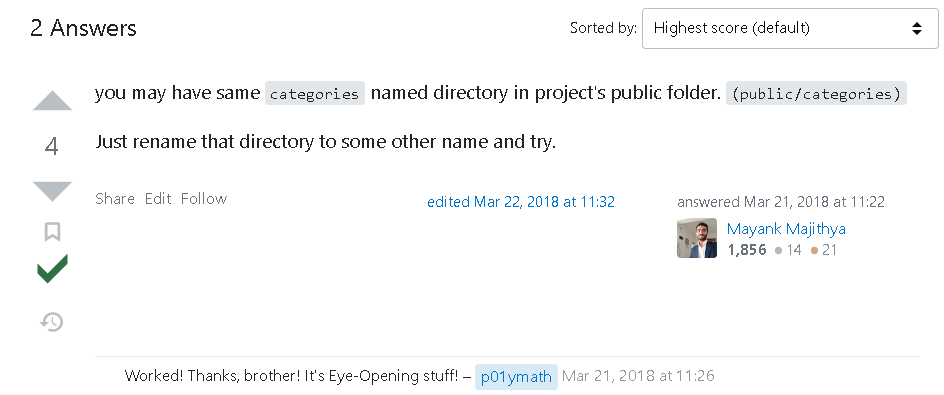 2 Answers
Sorted by: Highest score (default)
you may have same categories named directory in project's public folder. (public/categories)
4
Just rename that directory to some other name and try.
Share Edit Follow
edited Mar 22, 2018 at 11:32
answered Mar 21, 2018 at 11:22
Mayank Majithya
1,856 14 21
Worked! Thanks, brother! It's Eye-Opening stuff! – p01ymath Mar 21, 2018 at 11:26